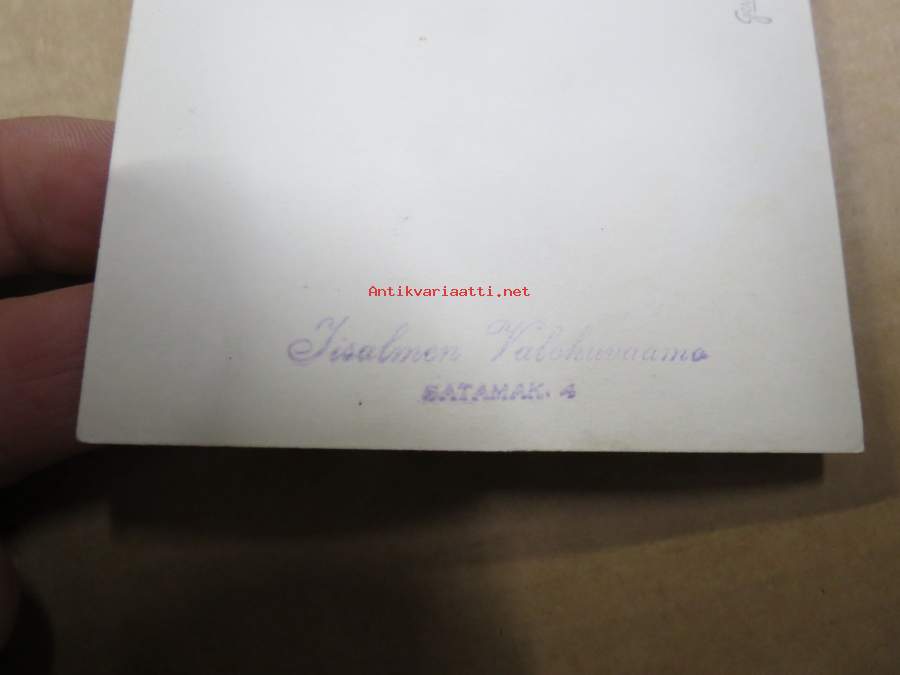 Antikvariaatti.net
Iisalmen Valokuvaamo
SATAMAK. 4